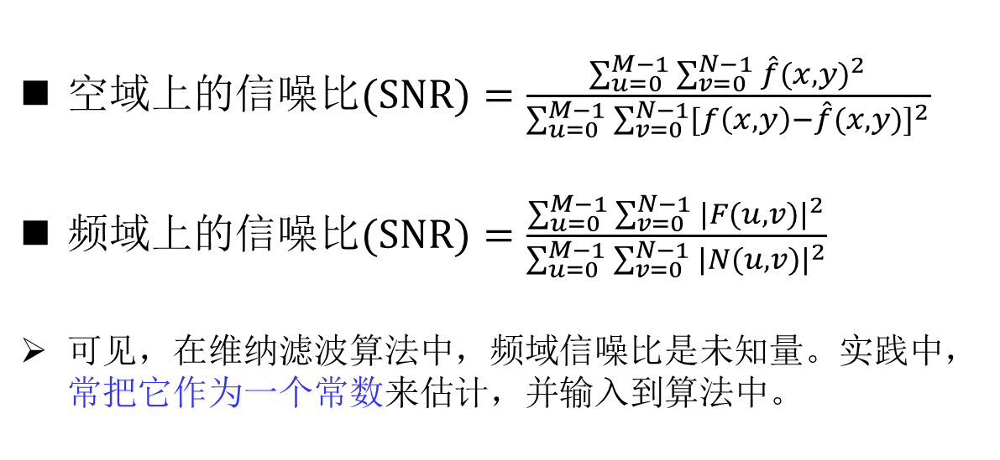 ■ 空域上的信噪比(SNR) = \frac{\sum_{u=0}^{M-1} \sum_{v=0}^{N-1} \hat{f}(x,y)^2}{\sum_{u=0}^{M-1} \sum_{v=0}^{N-1} [f(x,y)-\hat{f}(x,y)]^2}
■ 频域上的信噪比(SNR) = \frac{\sum_{u=0}^{M-1} \sum_{v=0}^{N-1} |F(u,v)|^2}{\sum_{u=0}^{M-1} \sum_{v=0}^{N-1} |N(u,v)|^2}
➢ 可见，在维纳滤波算法中，频域信噪比是未知量。实践中，
常把它作为一个常数来估计，并输入到算法中。